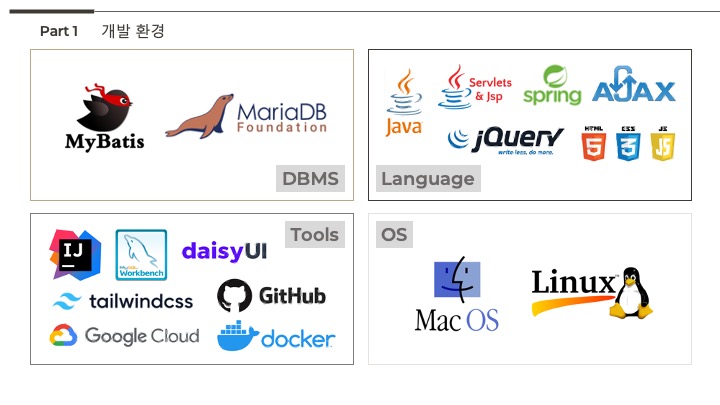 Part 1 개발 환경
MyBatis
MariaDB
Foundation
DBMS
Java
Servlets
& Jsp
spring
AJAX
jQuery
write less, do more.
HTML
5
CSS
3
JS
JS
Language
IJ
MySQL
Workbench
daisyUI
Tools
tailwindcss
GitHub
Google Cloud
docker
OS
Mac OS
Linux